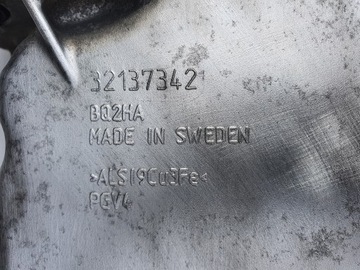 32137342
BQ2HA
MADE IN SWEDEN
>ALSI9Cu3Fe<
PGV4